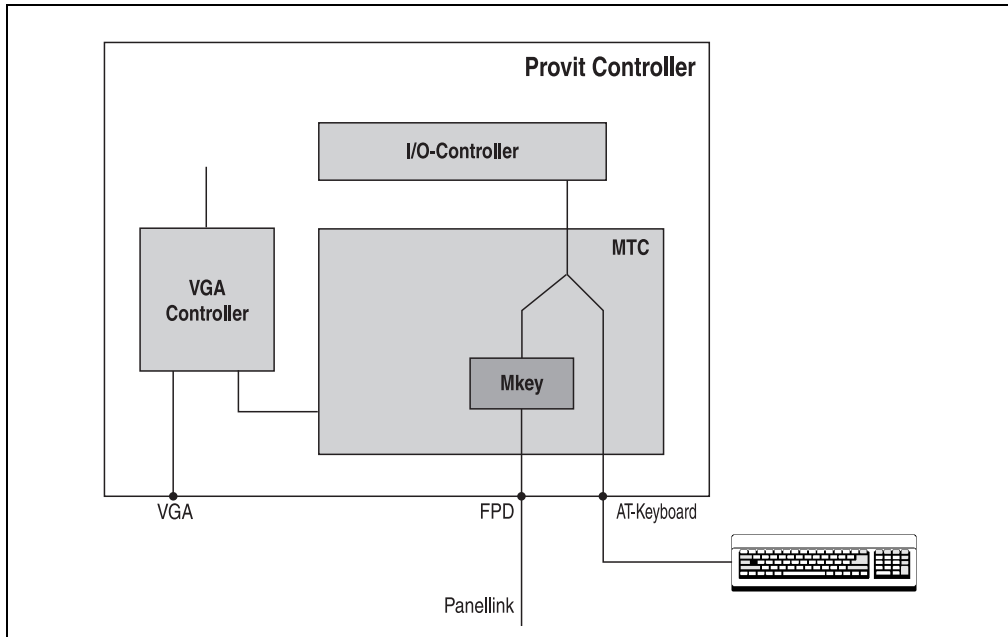 Provit Controller
I/O-Controller
MTC
VGA
Controller
Mkey
VGA
FPD
AT-Keyboard
Panellink